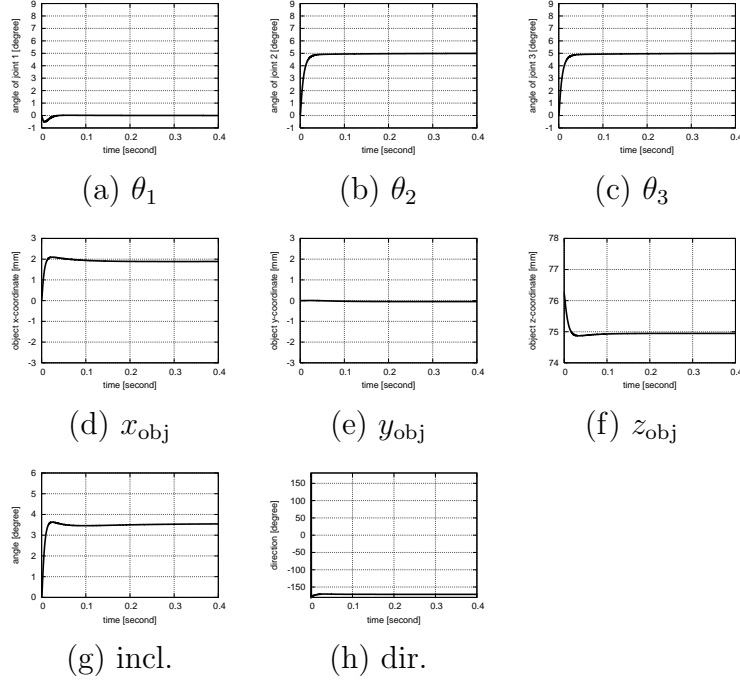 9
8
7
6
5
4
3
2
1
0
-1
0 0.1 0.2 0.3 0.4
angle of joint 1 [degree]
time [second]
(a) θ₁
9
8
7
6
5
4
3
2
1
0
-1
0 0.1 0.2 0.3 0.4
angle of joint 2 [degree]
time [second]
(b) θ₂
9
8
7
6
5
4
3
2
1
0
-1
0 0.1 0.2 0.3 0.4
angle of joint 3 [degree]
time [second]
(c) θ₃
3
2
1
0
-1
-2
-3
0 0.1 0.2 0.3 0.4
object x-coordinate [mm]
time [second]
(d) x_obj
3
2
1
0
-1
-2
-3
0 0.1 0.2 0.3 0.4
object y-coordinate [mm]
time [second]
(e) y_obj
78
77
76
75
74
0 0.1 0.2 0.3 0.4
object z-coordinate [mm]
time [second]
(f) z_obj
6
5
4
3
2
1
0
0 0.1 0.2 0.3 0.4
angle [degree]
time [second]
(g) incl.
150
100
50
0
-50
-100
-150
0 0.1 0.2 0.3 0.4
direction [degree]
time [second]
(h) dir.